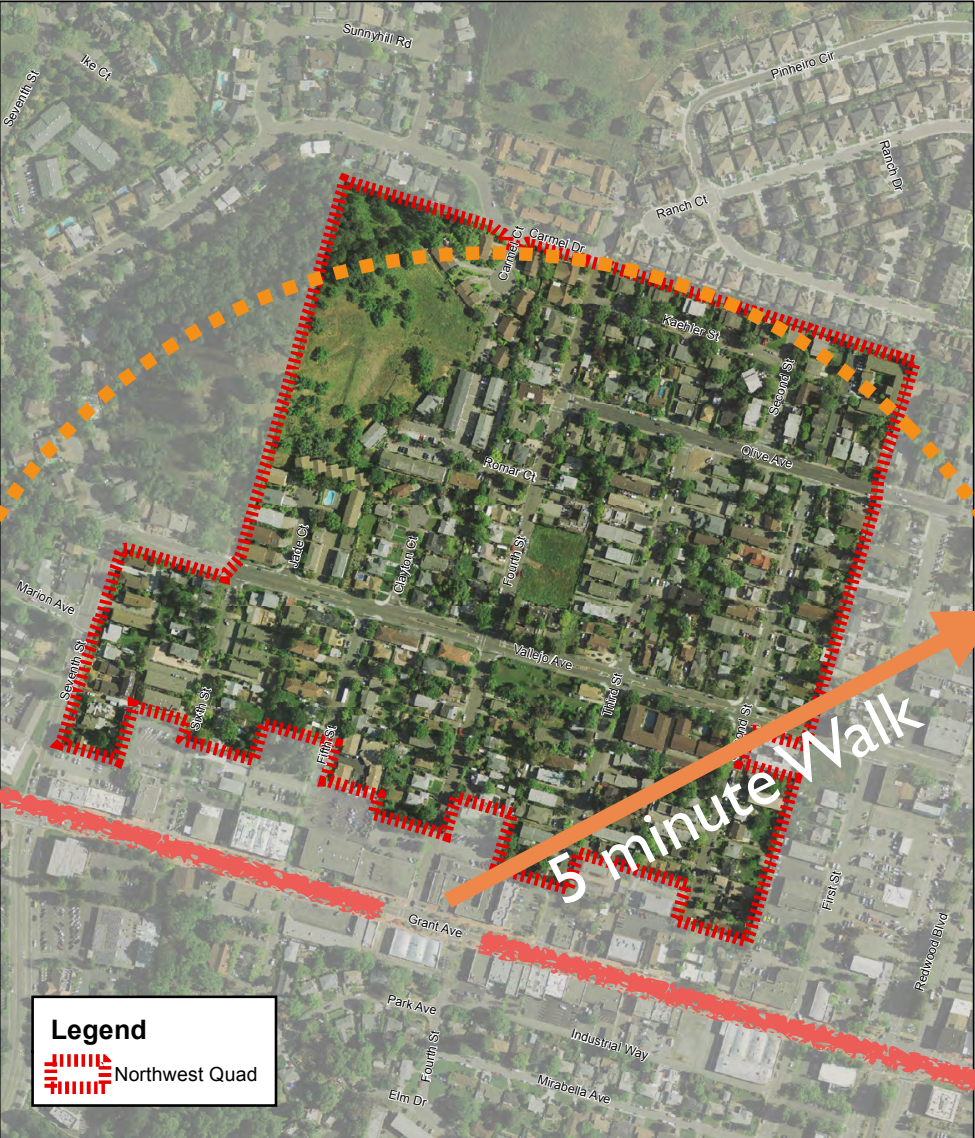 Sunnyhill Rd
Ike Ct
Seventh St
Pinheiro Cir
Ranch Dr
Ranch Ct
Carmel Dr
Carmel Ct
Kaehler St
Second St
Olive Ave
Romar Ct
Jade Ct
Clayton Ct
Fourth St
Marion Ave
Vallejo Ave
Seventh St
Sixth St
Third St
ond St
Fifth St
5 minute Walk
First St
Grant Ave
Redwood Blvd
Park Ave
Industrial Way
Fourth St
Mirabella Ave
Elm Dr
Legend
Northwest Quad